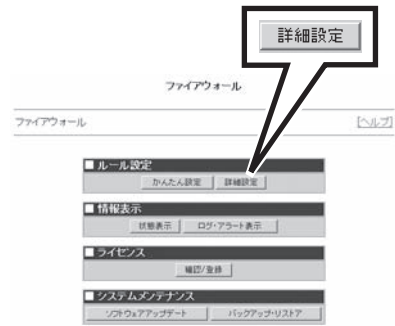 詳細設定
ファイアウォール
ファイアウォール [ヘルプ]
■ ルール設定
かんたん設定 詳細設定
■ 情報表示
状態表示 ログ・アラート表示
■ ライセンス
確認/登録
■ システムメンテナンス
ソフトウェアアップデート バックアップ・リストア